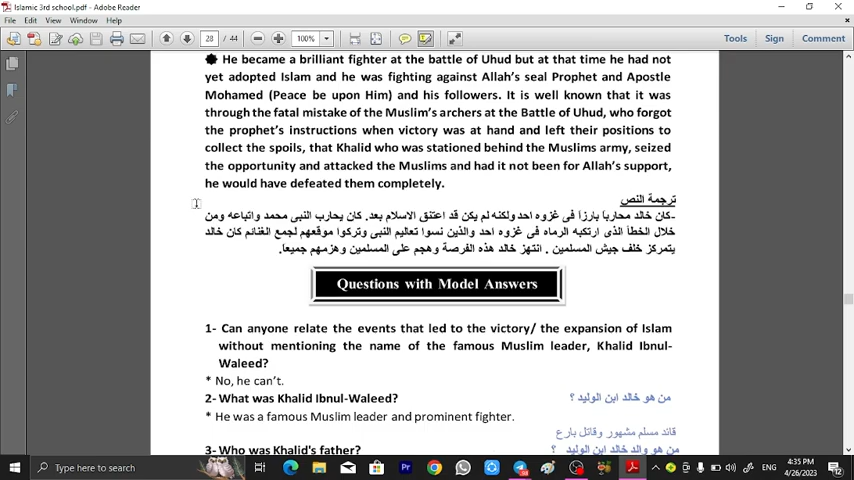 Islamic 3rd school.pdf - Adobe Reader
File Edit View Window Help
28 / 44
100%
Tools Sign Comment
He became a brilliant fighter at the battle of Uhud but at that time he had not
yet adopted Islam and he was fighting against Allah's seal Prophet and Apostle
Mohamed (Peace be upon Him) and his followers. It is well known that it was
through the fatal mistake of the Muslim's archers at the Battle of Uhud, who forgot
the prophet's instructions when victory was at hand and left their positions to
collect the spoils, that Khalid who was stationed behind the Muslims army, seized
the opportunity and attacked the Muslims and had it not been for Allah's support,
he would have defeated them completely.
ترجمة النص
-كان خالد محاربا بارزا فى غزوه احد ولكنه لم يكن قد اعتنق الاسلام بعد. كان يحارب النبى محمد واتباعه ومن
خلال الخطأ الذى ارتكبه الرماه فى غزوه احد والذين نسوا تعاليم النبى وتركوا موقعهم لجمع الغنائم كان خالد
يتمركز خلف جيش المسلمين . انتهز خالد هذه الفرصة وهجم على المسلمين وهزمهم جميعا.
Questions with Model Answers
1- Can anyone relate the events that led to the victory/ the expansion of Islam
without mentioning the name of the famous Muslim leader, Khalid Ibnul-
Waleed?
* No, he can't.
2- What was Khalid Ibnul-Waleed? من هو خالد ابن الوليد ؟
* He was a famous Muslim leader and prominent fighter.
قائد مسلم مشهور وقاتل بارع
3- Who was Khalid's father? من هو والد خالد ابن الوليد ؟
Type here to search
ENG
4:35 PM
4/26/2023